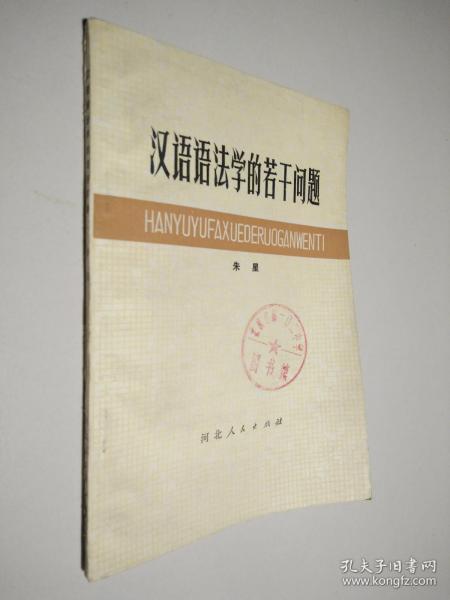 汉语语法学的若干问题
HANYUYUFAXUEDERUOGANWENTI
朱星
图书馆
河北人民出版社
孔夫子旧书网
www.kongfz.com